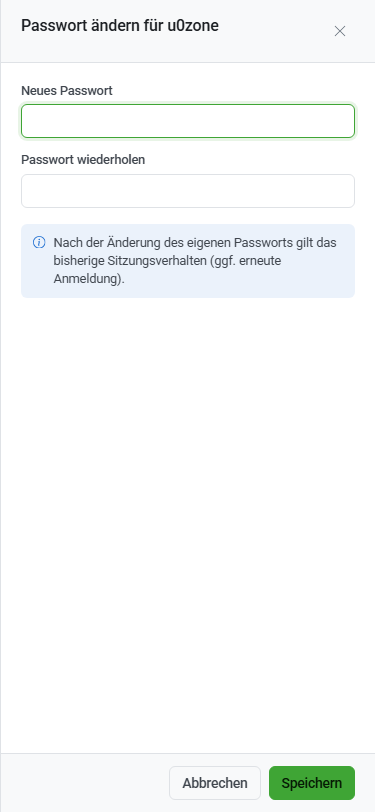 Passwort ändern für u0zone
Neues Passwort
Passwort wiederholen
Nach der Änderung des eigenen Passworts gilt das
bisherige Sitzungsverhalten (ggf. erneute
Anmeldung).
Abbrechen
Speichern